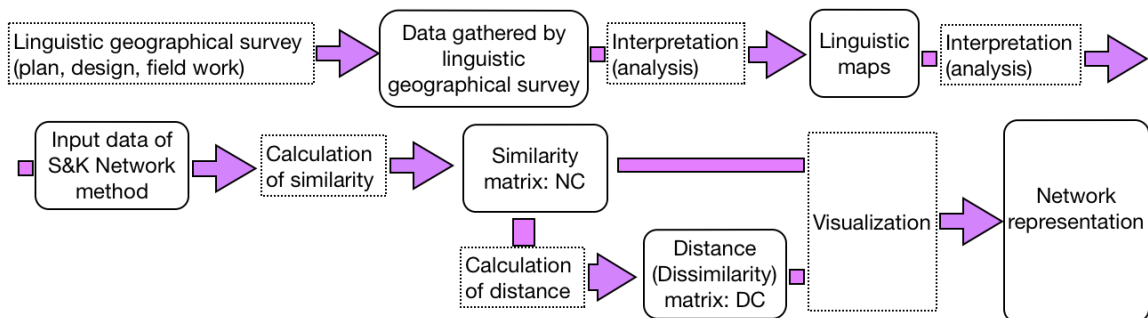 Linguistic geographical survey
(plan, design, field work)
Data gathered by
linguistic
geographical survey
Interpretation
(analysis)
Linguistic
maps
Interpretation
(analysis)
Input data of
S&K Network
method
Calculation
of similarity
Similarity
matrix: NC
Calculation
of distance
Distance
(Dissimilarity)
matrix: DC
Visualization
Network
representation